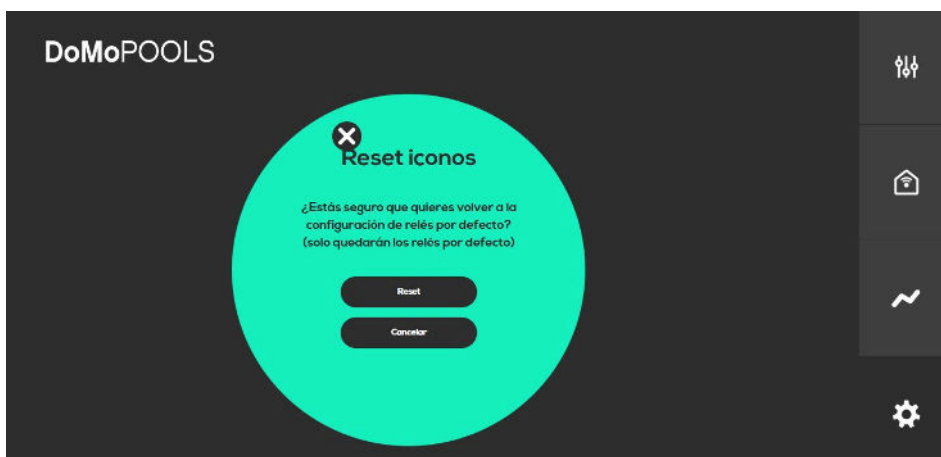 DoMoPOOLS
Reset iconos
¿Estás seguro que quieres volver a la
configuración de relés por defecto?
(solo quedarán los relés por defecto)
Reset
Cancelar